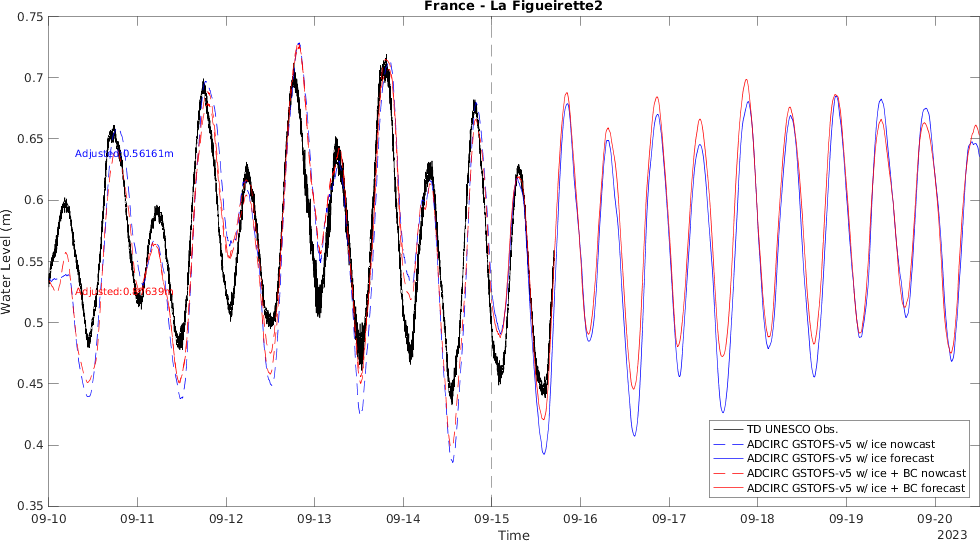 France - La Figueirette2
0.75
0.7
0.65
0.6
0.55
0.5
0.45
0.4
0.35
Water Level (m)
Adjusted:0.56161m
09-10
09-11
09-12
09-13
09-14
09-15
09-16
09-17
09-18
09-19
09-20
Time
2023
TD UNESCO Obs.
ADCIRC GSTOFS-v5 w/ ice nowcast
ADCIRC GSTOFS-v5 w/ ice forecast
ADCIRC GSTOFS-v5 w/ ice + BC nowcast
ADCIRC GSTOFS-v5 w/ ice + BC forecast